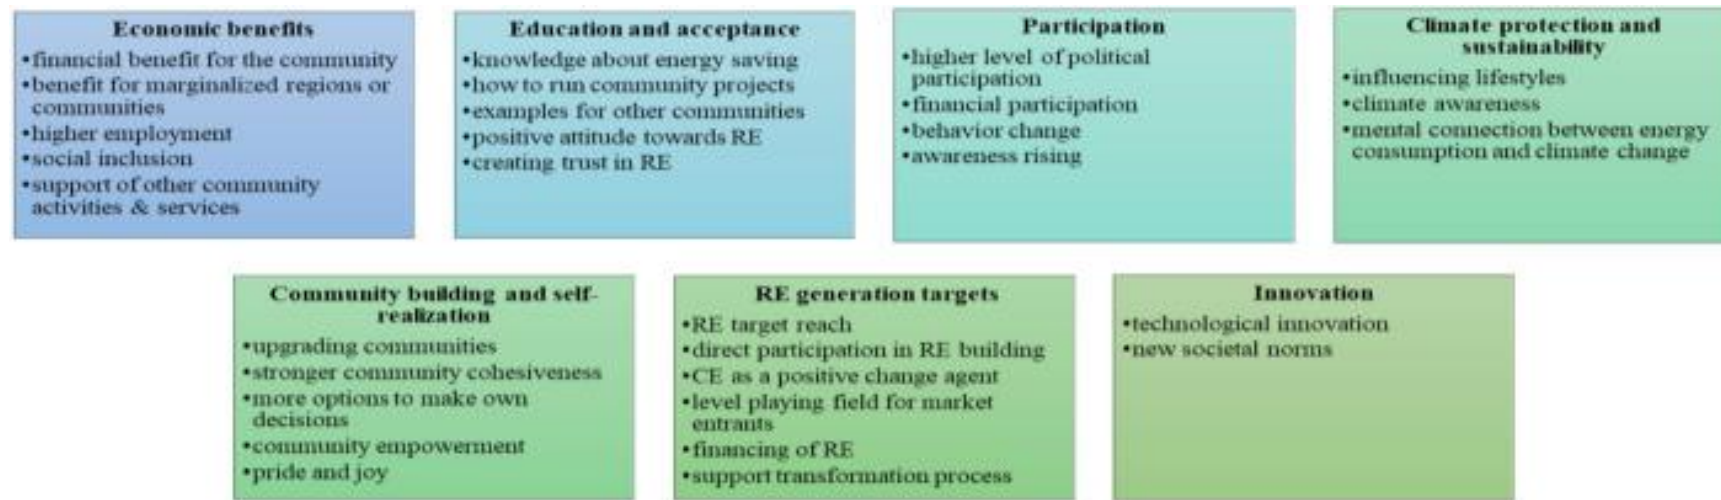 Economic benefits
•financial benefit for the community
•benefit for marginalized regions or
communities
•higher employment
•social inclusion
•support of other community
activities & services
Education and acceptance
•knowledge about energy saving
•how to run community projects
•examples for other communities
•positive attitude towards RE
•creating trust in RE
Participation
•higher level of political
participation
•financial participation
•behavior change
•awareness rising
Climate protection and
sustainability
•influencing lifestyles
•climate awareness
•mental connection between energy
consumption and climate change
Community building and self-
realization
•upgrading communities
•stronger community cohesiveness
•more options to make own
decisions
•community empowerment
•pride and joy
RE generation targets
•RE target reach
•direct participation in RE building
•CE as a positive change agent
•level playing field for market
entrants
•financing of RE
•support transformation process
Innovation
•technological innovation
•new societal norms